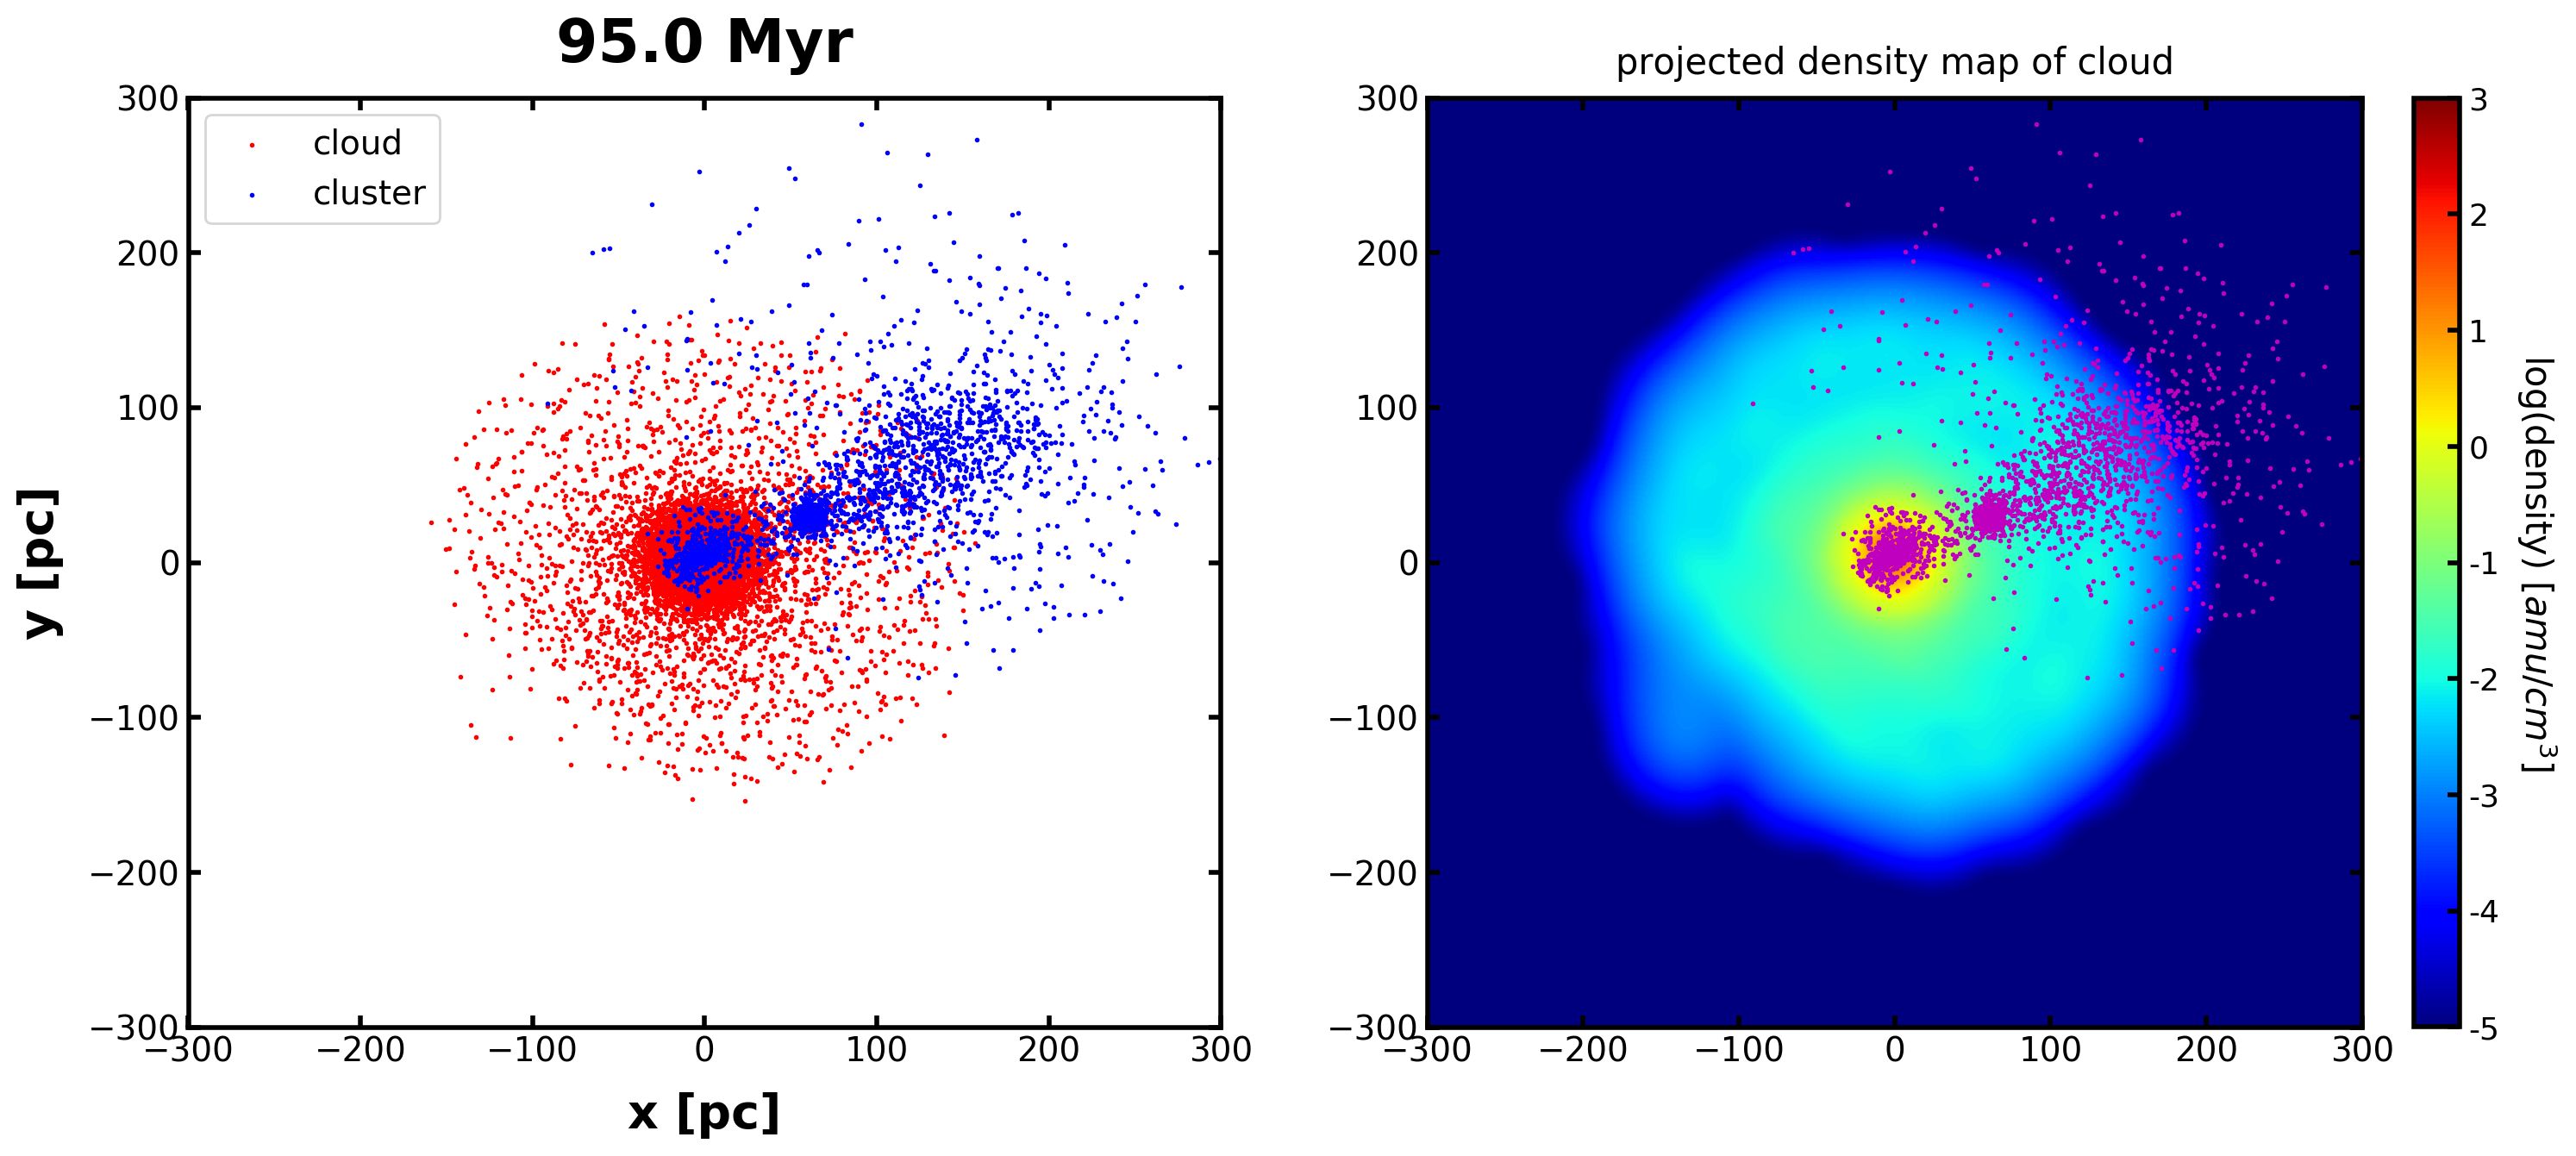 95.0 Myr
projected density map of cloud
cloud
cluster
300
200
100
0
−100
−200
−300
y [pc]
−300 −200 −100 0 100 200 300
x [pc]
300
200
100
0
−100
−200
−300
−300 −200 −100 0 100 200 300
3
2
1
0
-1
-2
-3
-4
-5
log(density) [amu/cm³]